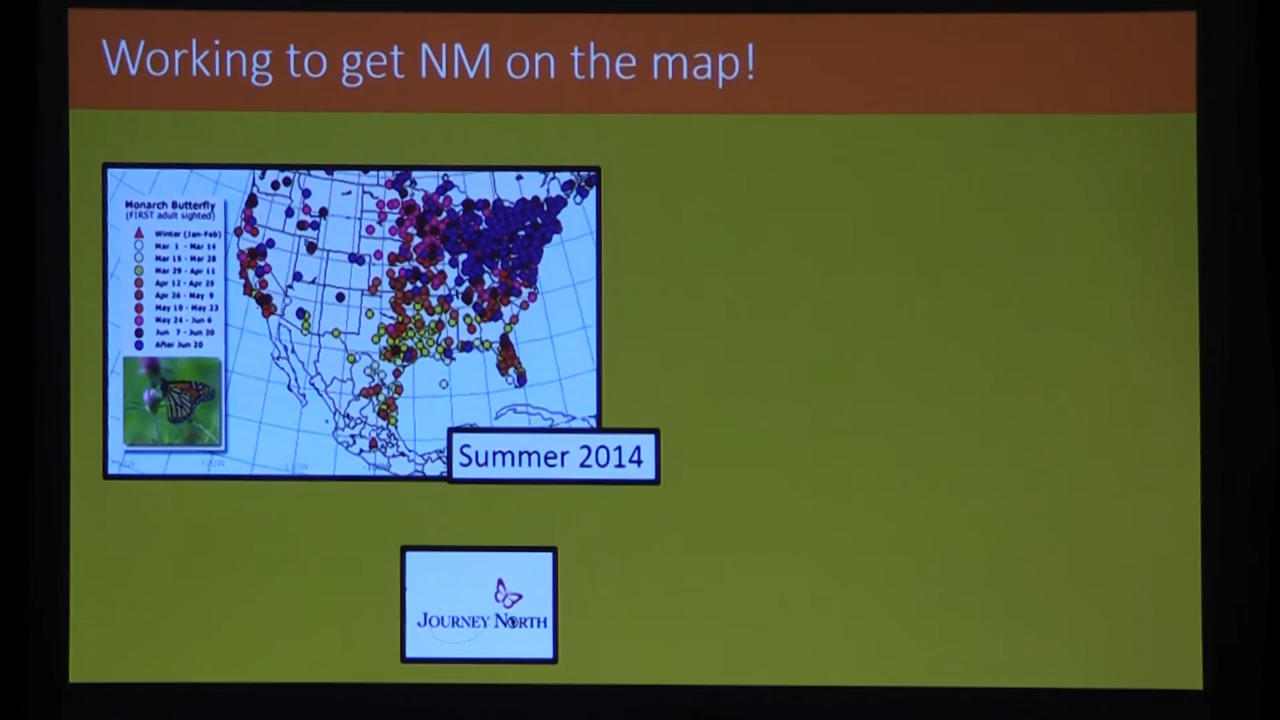 Working to get NM on the map!
Monarch Butterfly
(FIRST adult sighted)
Winter (Jan-Feb)
Mar 1 - Mar 14
Mar 15 - Mar 28
Mar 29 - Apr 11
Apr 12 - Apr 25
Apr 26 - May 9
May 10 - May 23
May 24 - Jun 6
Jun 7 - Jun 20
After Jun 20
Summer 2014
JOURNEY NORTH